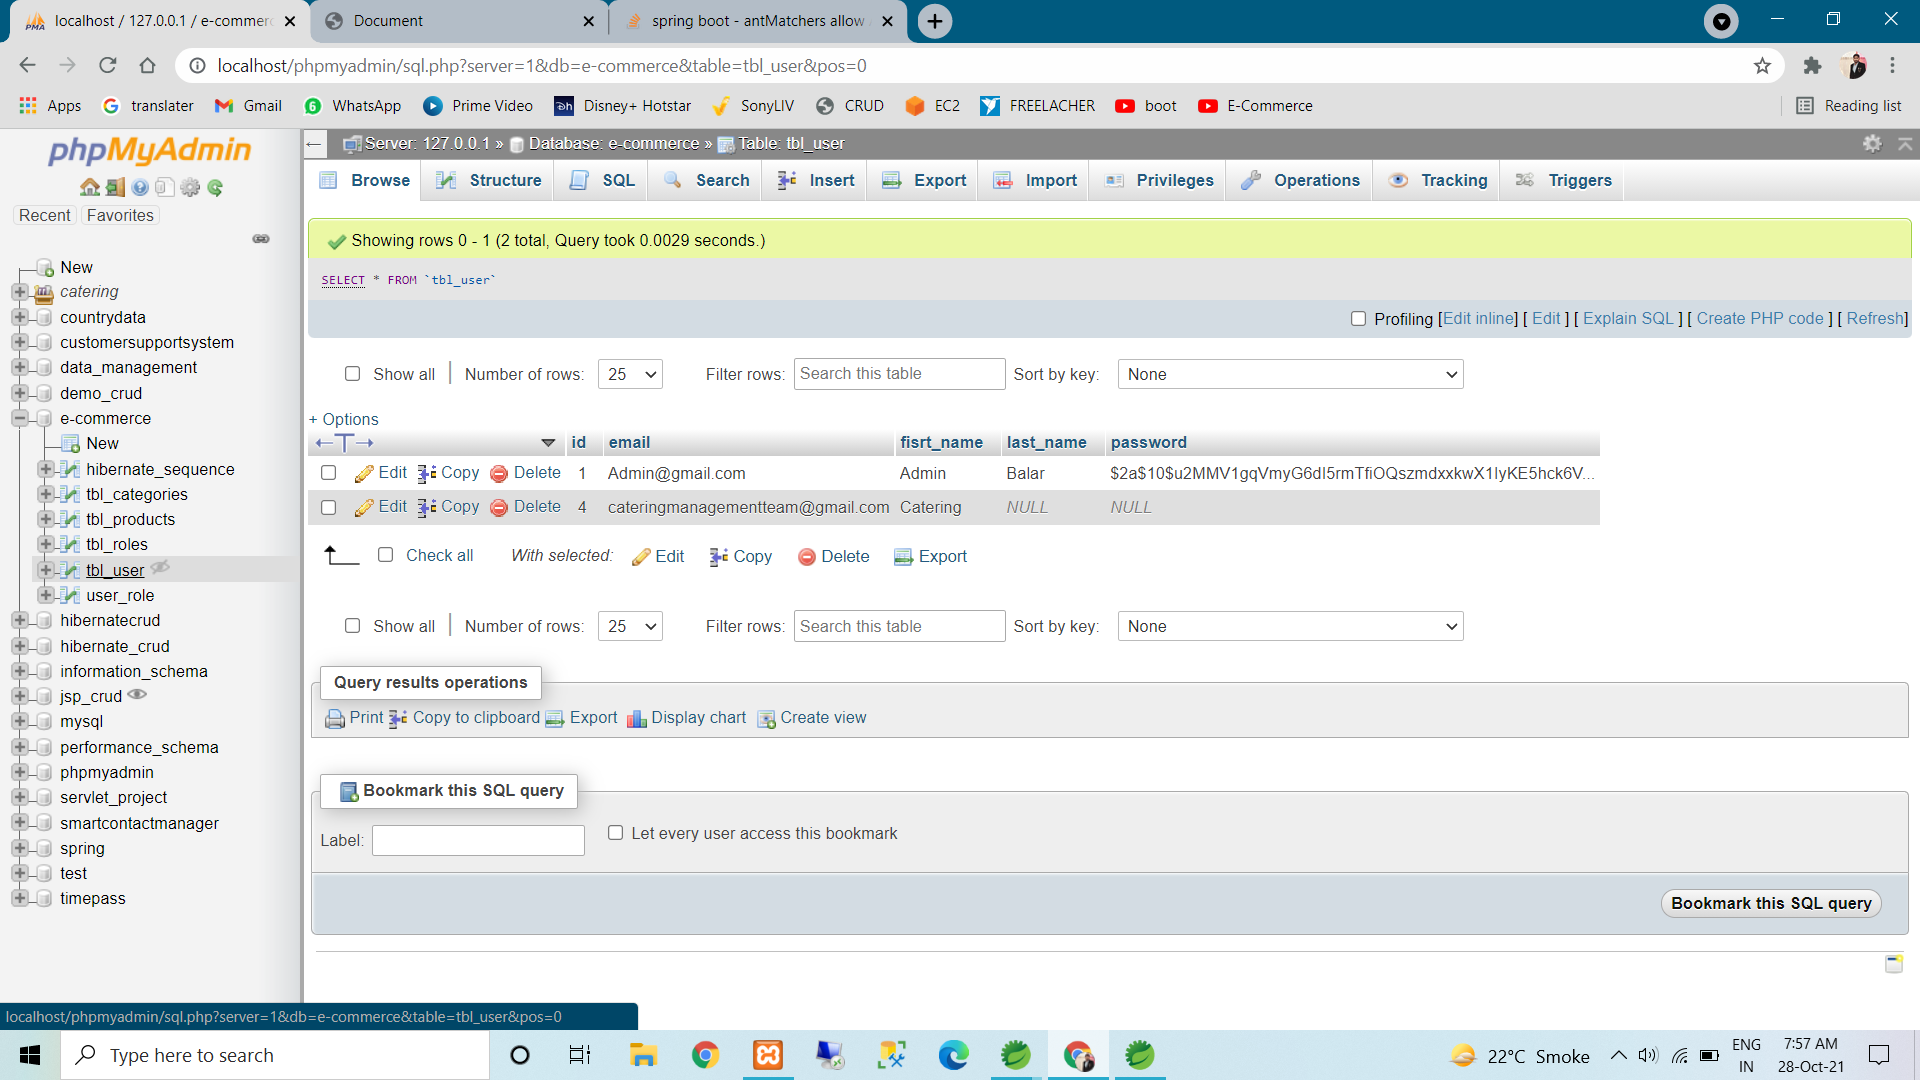 localhost / 127.0.0.1 / e-commerc
Document
spring boot - antMatchers allow
localhost/phpmyadmin/sql.php?server=1&db=e-commerce&table=tbl_user&pos=0
Apps translater Gmail WhatsApp Prime Video Disney+ Hotstar SonyLIV CRUD EC2 FREELACHER boot E-Commerce Reading list
phpMyAdmin
Recent Favorites
New
catering
countrydata
customersupportsystem
data_management
demo_crud
e-commerce
New
hibernate_sequence
tbl_categories
tbl_products
tbl_roles
tbl_user
user_role
hibernatecrud
hibernate_crud
information_schema
jsp_crud
mysql
performance_schema
phpmyadmin
servlet_project
smartcontactmanager
spring
test
timepass
Server: 127.0.0.1 » Database: e-commerce » Table: tbl_user
Browse Structure SQL Search Insert Export Import Privileges Operations Tracking Triggers
Showing rows 0 - 1 (2 total, Query took 0.0029 seconds.)
SELECT * FROM `tbl_user`
Profiling [Edit inline] [ Edit ] [ Explain SQL ] [ Create PHP code ] [ Refresh]
Show all Number of rows: 25 Filter rows: Search this table Sort by key: None
+ Options
id email fisrt_name last_name password
Edit Copy Delete 1 Admin@gmail.com Admin Balar $2a$10$u2MMV1gqVmyG6dI5rmTfiOQszmdxxkwX1IyKE5hck6V...
Edit Copy Delete 4 cateringmanagementteam@gmail.com Catering NULL NULL
Check all With selected: Edit Copy Delete Export
Show all Number of rows: 25 Filter rows: Search this table Sort by key: None
Query results operations
Print Copy to clipboard Export Display chart Create view
Bookmark this SQL query
Label: Let every user access this bookmark
Bookmark this SQL query
localhost/phpmyadmin/sql.php?server=1&db=e-commerce&table=tbl_user&pos=0
Type here to search
22°C Smoke
ENG
IN
7:57 AM
28-Oct-21